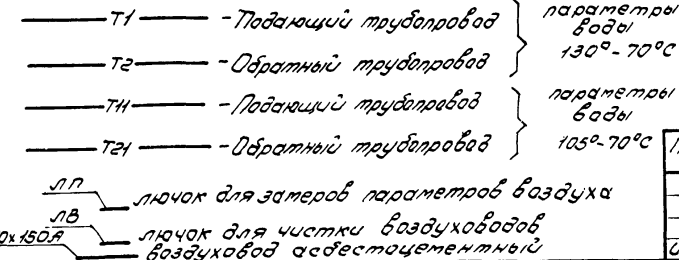 Т1 - Подающий трубопровод
Т2 - Обратный трубопровод
параметры
воды
130° - 70°С
Т11 - Подающий трубопровод
Т21 - Обратный трубопровод
параметры
воды
105° - 70°С
ЛП лючок для замеров параметров воздуха
ЛВ лючок для чистки воздуховодов
0х150А воздуховод асбестоцементный